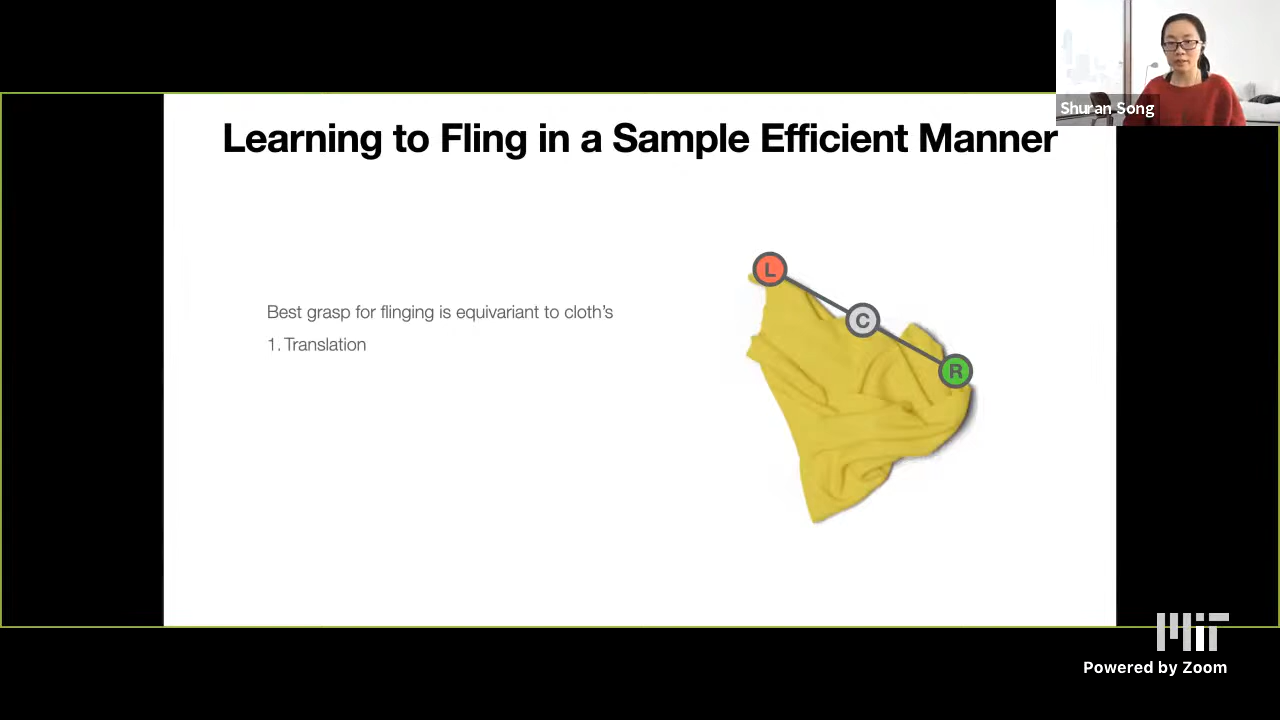 Shuran Song
Learning to Fling in a Sample Efficient Manner
Best grasp for flinging is equivariant to cloth's
1. Translation
L
C
R
MIT
Powered by Zoom